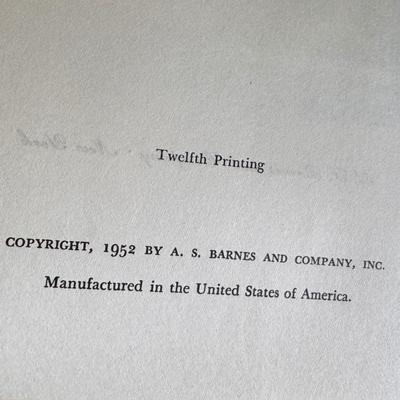 Twelfth Printing
COPYRIGHT, 1952 BY A. S. BARNES AND COMPANY, INC.
Manufactured in the United States of America.